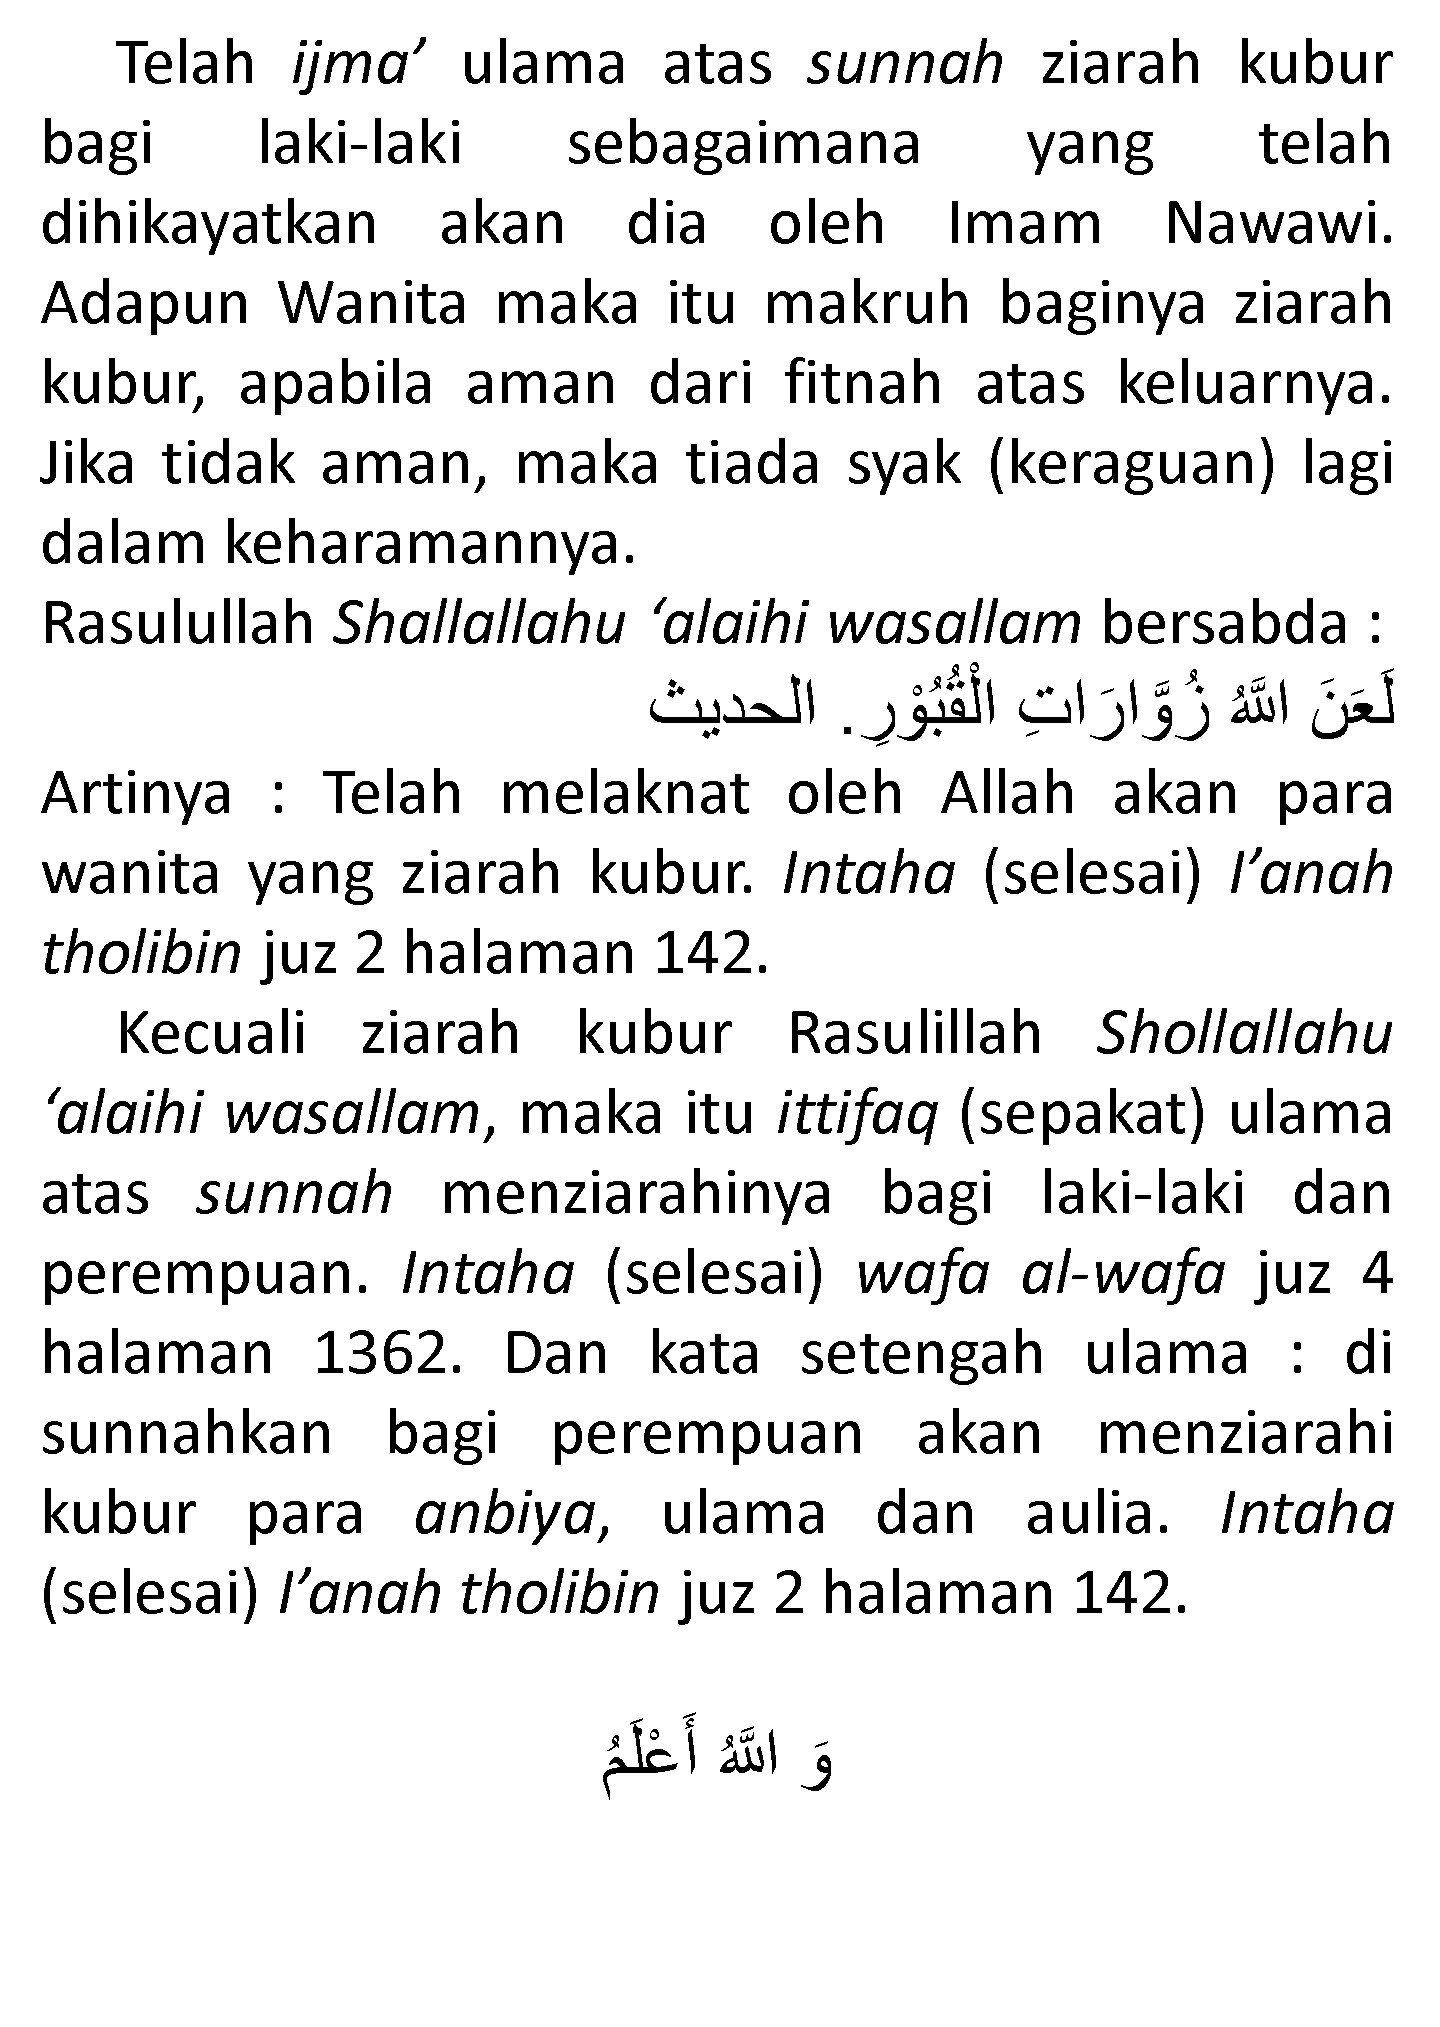 Telah ijma’ ulama atas sunnah ziarah kubur
bagi laki-laki sebagaimana yang telah
dihikayatkan akan dia oleh Imam Nawawi.
Adapun Wanita maka itu makruh baginya ziarah
kubur, apabila aman dari fitnah atas keluarnya.
Jika tidak aman, maka tiada syak (keraguan) lagi
dalam keharamannya.
Rasulullah Shallallahu ‘alaihi wasallam bersabda :
لَعَنَ اللَّهُ زُوَّارَاتِ الْقُبُوْرِ. الحديث
Artinya : Telah melaknat oleh Allah akan para
wanita yang ziarah kubur. Intaha (selesai) I’anah
tholibin juz 2 halaman 142.
Kecuali ziarah kubur Rasulillah Shollallahu
‘alaihi wasallam, maka itu ittifaq (sepakat) ulama
atas sunnah menziarahinya bagi laki-laki dan
perempuan. Intaha (selesai) wafa al-wafa juz 4
halaman 1362. Dan kata setengah ulama : di
sunnahkan bagi perempuan akan menziarahi
kubur para anbiya, ulama dan aulia. Intaha
(selesai) I’anah tholibin juz 2 halaman 142.
وَ اللَّهُ أَعْلَمُ